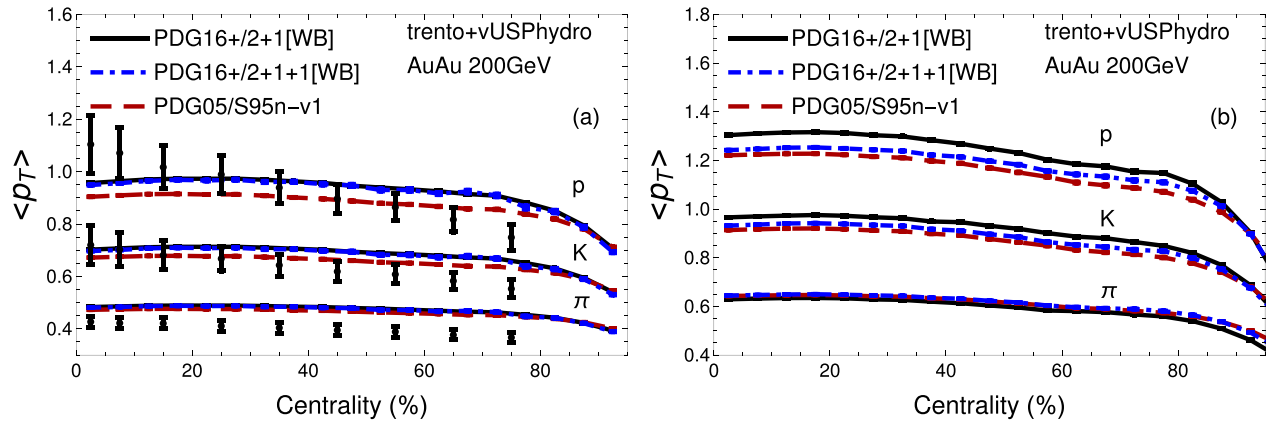 1.6
1.4
1.2
1.0
0.8
0.6
0.4
<p_T>
PDG16+/2+1[WB]
PDG16+/2+1+1[WB]
PDG05/S95n-v1
trento+vUSPhydro
AuAu 200GeV
(a)
p
K
π
0 20 40 60 80
Centrality (%)
1.8
1.6
1.4
1.2
1.0
0.8
0.6
0.4
<p_T>
PDG16+/2+1[WB]
PDG16+/2+1+1[WB]
PDG05/S95n-v1
trento+vUSPhydro
AuAu 200GeV
(b)
p
K
π
0 20 40 60 80
Centrality (%)